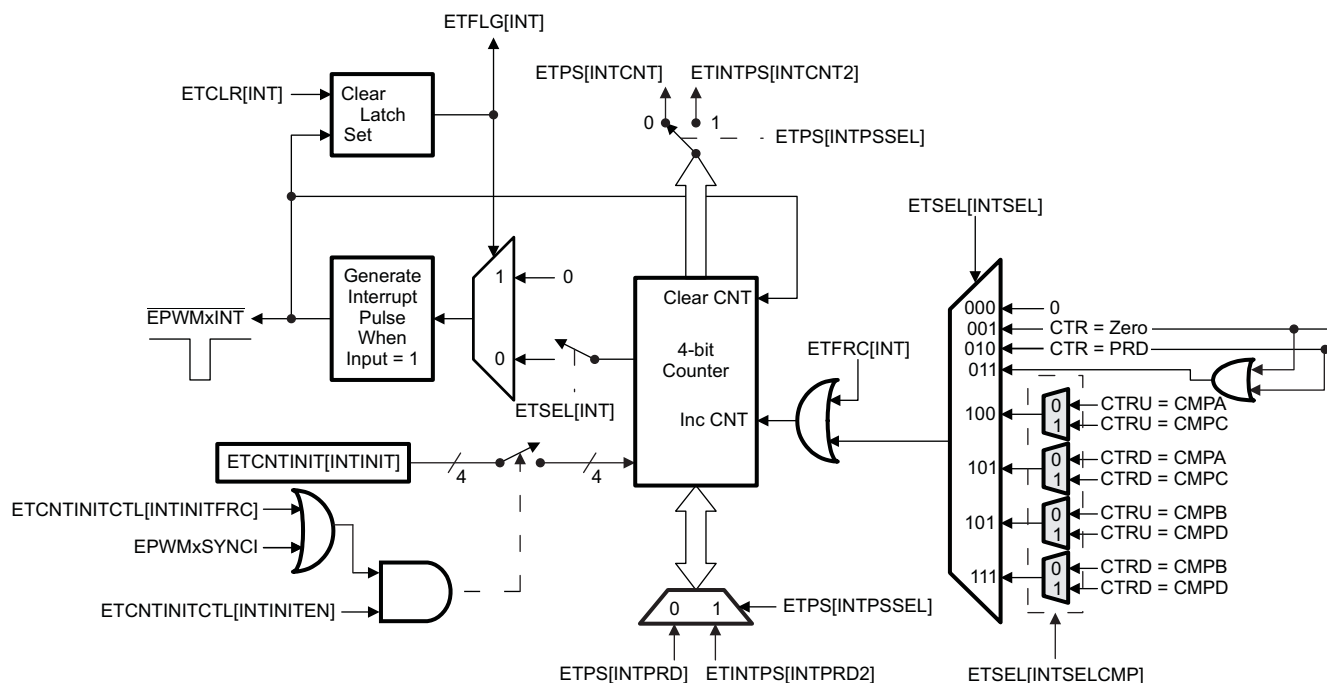 ETFLG[INT]
ETPS[INTCNT]
ETINTPS[INTCNT2]
ETCLR[INT]
Clear
Latch
Set
0
1
ETPS[INTPSSEL]
ETSEL[INTSEL]
Generate
Interrupt
Pulse
When
Input = 1
1
0
0
EPWMxINT
ETSEL[INT]
Clear CNT
4-bit
Counter
Inc CNT
ETFRC[INT]
000
0
001
CTR = Zero
010
CTR = PRD
011
100
0
CTRU = CMPA
1
CTRU = CMPC
101
0
CTRD = CMPA
1
CTRD = CMPC
101
0
CTRU = CMPB
1
CTRU = CMPD
111
0
CTRD = CMPB
1
CTRD = CMPD
ETCNTINIT[INTINIT]
4
4
ETCNTINITCTL[INTINITFRC]
EPWMxSYNCI
ETCNTINITCTL[INTINITEN]
0
1
ETPS[INTPSSEL]
ETPS[INTPRD]
ETINTPS[INTPRD2]
ETSEL[INTSELCMP]